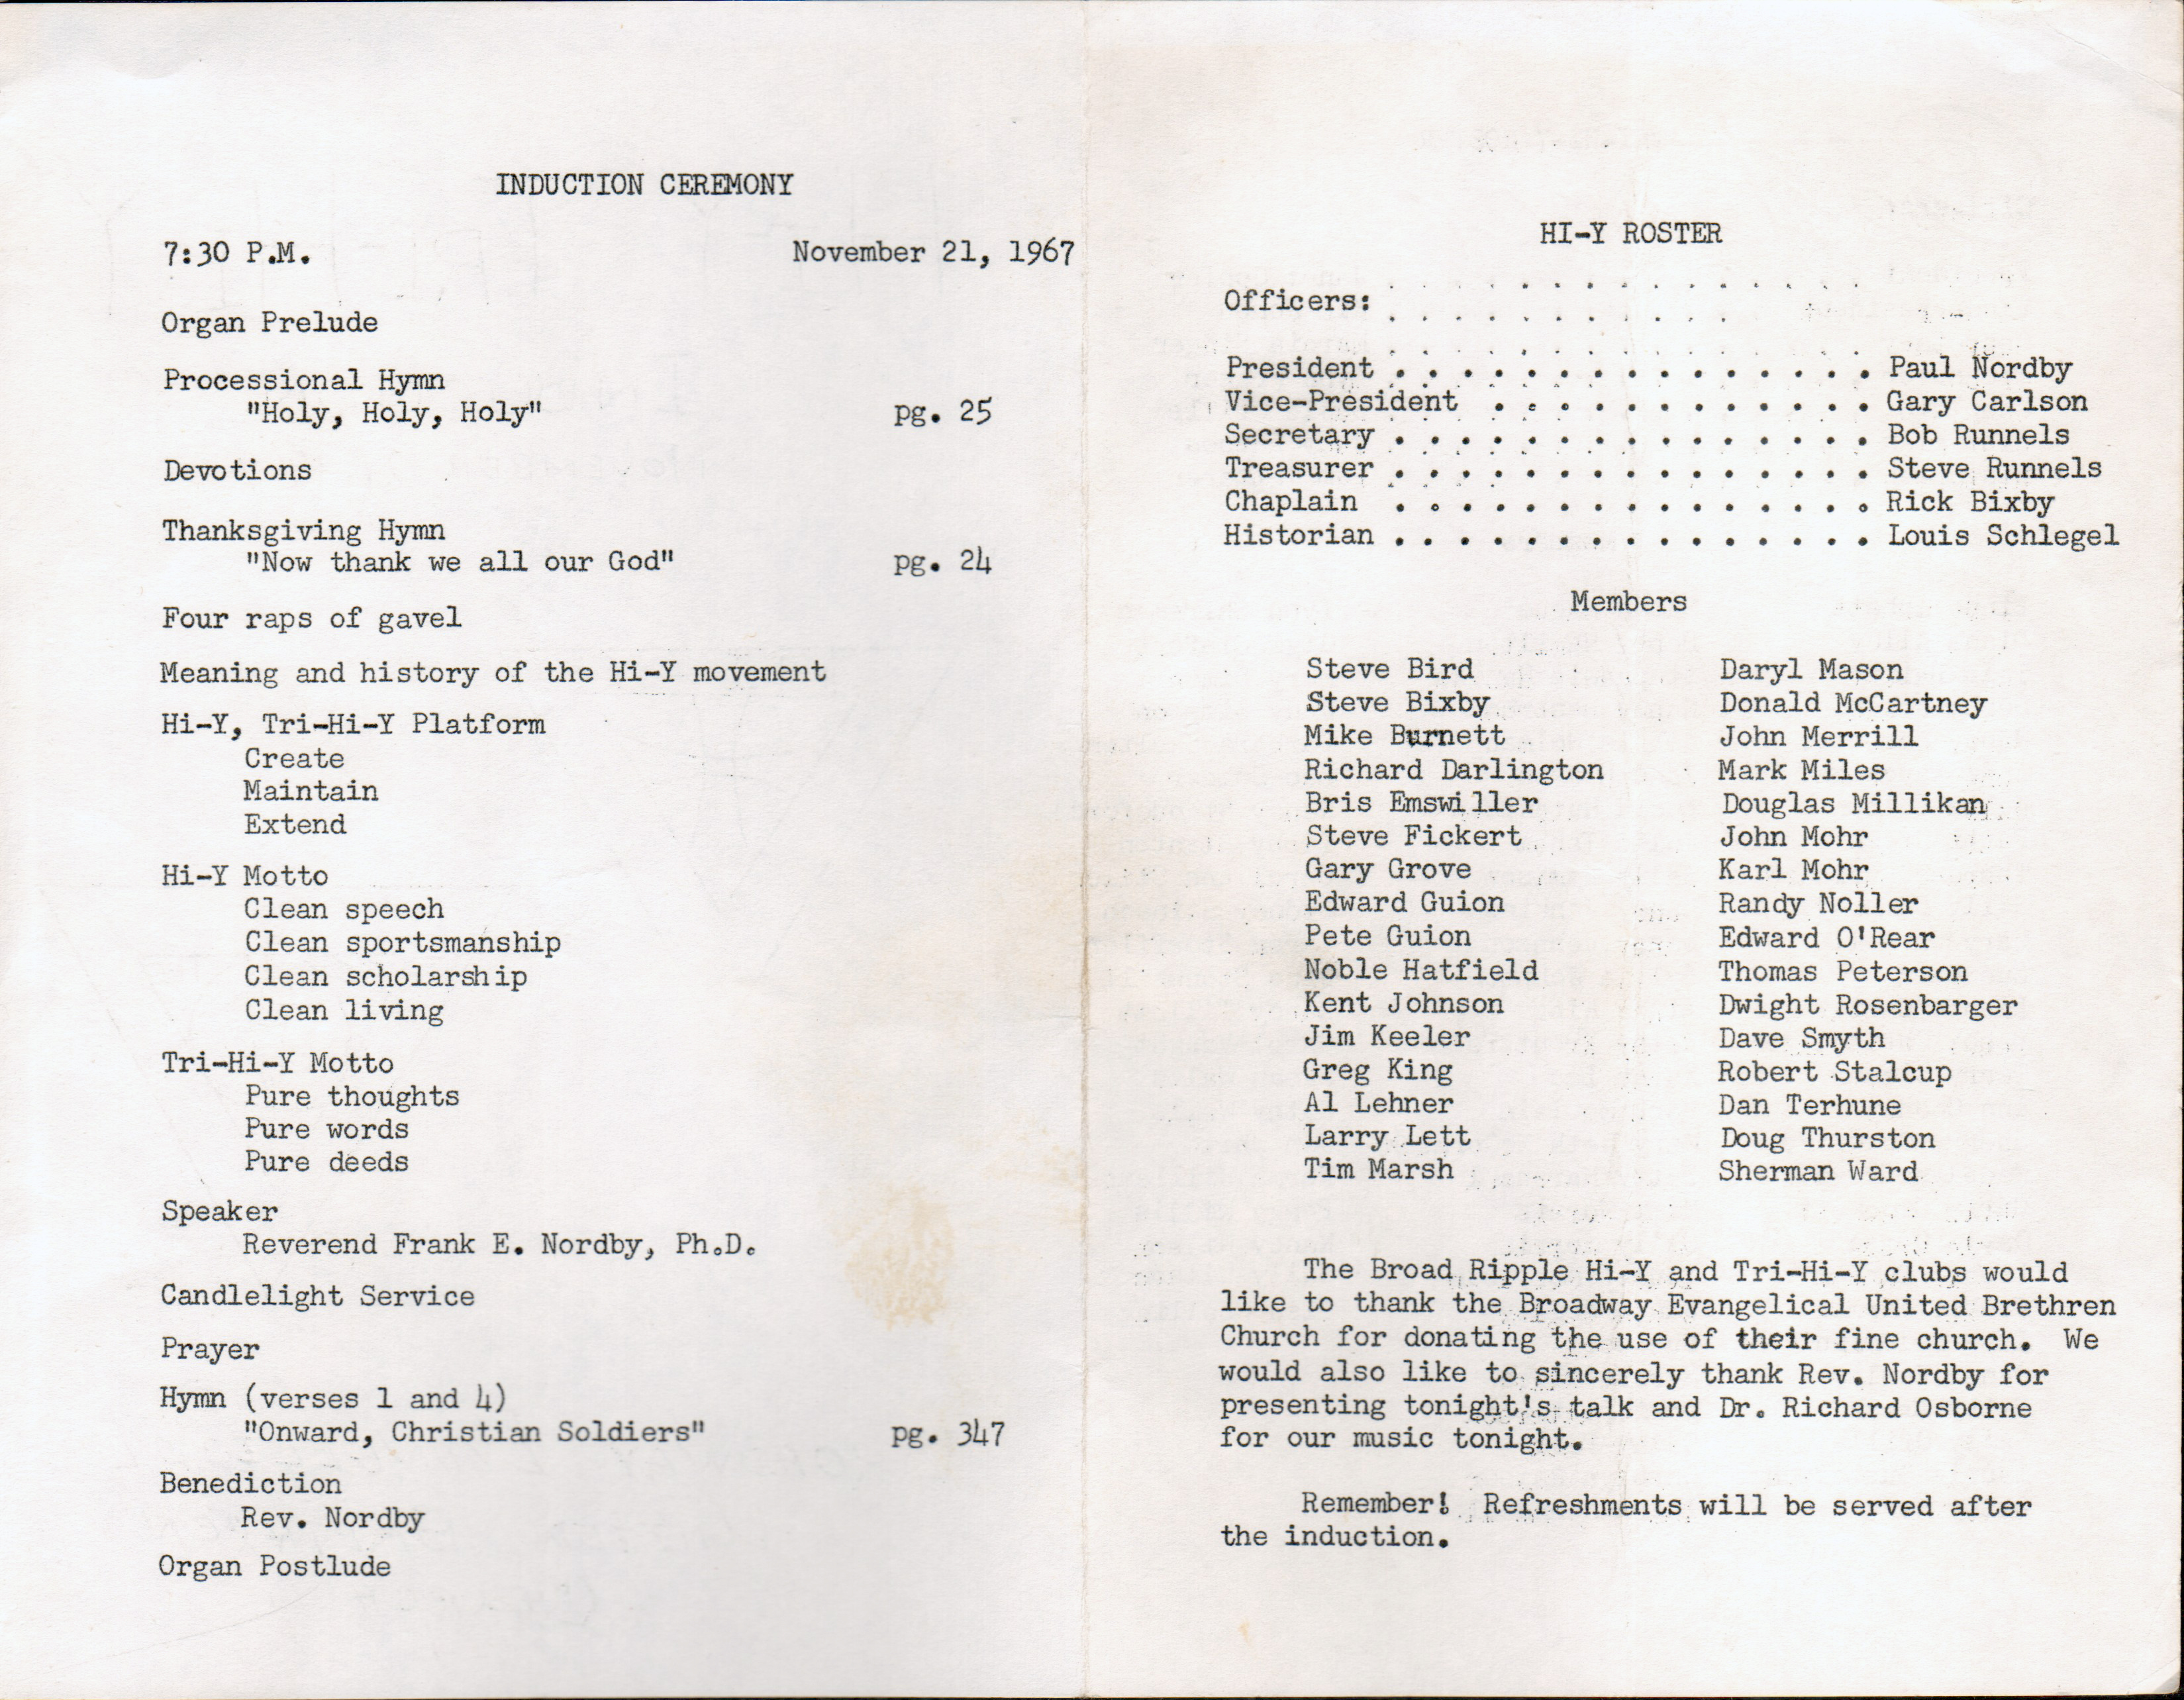 INDUCTION CEREMONY
7:30 P.M. November 21, 1967
Organ Prelude
Processional Hymn
"Holy, Holy, Holy" pg. 25
Devotions
Thanksgiving Hymn
"Now thank we all our God" pg. 24
Four raps of gavel
Meaning and history of the Hi-Y movement
Hi-Y, Tri-Hi-Y Platform
Create
Maintain
Extend
Hi-Y Motto
Clean speech
Clean sportsmanship
Clean scholarship
Clean living
Tri-Hi-Y Motto
Pure thoughts
Pure words
Pure deeds
Speaker
Reverend Frank E. Nordby, Ph.D.
Candlelight Service
Prayer
Hymn (verses 1 and 4)
"Onward, Christian Soldiers" pg. 347
Benediction
Rev. Nordby
Organ Postlude
HI-Y ROSTER
Officers:
President . . . . . . . . . . . . . . . Paul Nordby
Vice-President . . . . . . . . . . . . Gary Carlson
Secretary . . . . . . . . . . . . . . . Bob Runnels
Treasurer . . . . . . . . . . . . . . . Steve Runnels
Chaplain . . . . . . . . . . . . . . . Rick Bixby
Historian . . . . . . . . . . . . . . . Louis Schlegel
Members
Steve Bird Daryl Mason
Steve Bixby Donald McCartney
Mike Burnett John Merrill
Richard Darlington Mark Miles
Bris Emswiller Douglas Millikan
Steve Fickert John Mohr
Gary Grove Karl Mohr
Edward Guion Randy Noller
Pete Guion Edward O'Rear
Noble Hatfield Thomas Peterson
Kent Johnson Dwight Rosenbarger
Jim Keeler Dave Smyth
Greg King Robert Stalcup
Al Lehner Dan Terhune
Larry Lett Doug Thurston
Tim Marsh Sherman Ward
The Broad Ripple Hi-Y and Tri-Hi-Y clubs would
like to thank the Broadway Evangelical United Brethren
Church for donating the use of their fine church. We
would also like to sincerely thank Rev. Nordby for
presenting tonight's talk and Dr. Richard Osborne
for our music tonight.
Remember! Refreshments will be served after
the induction.